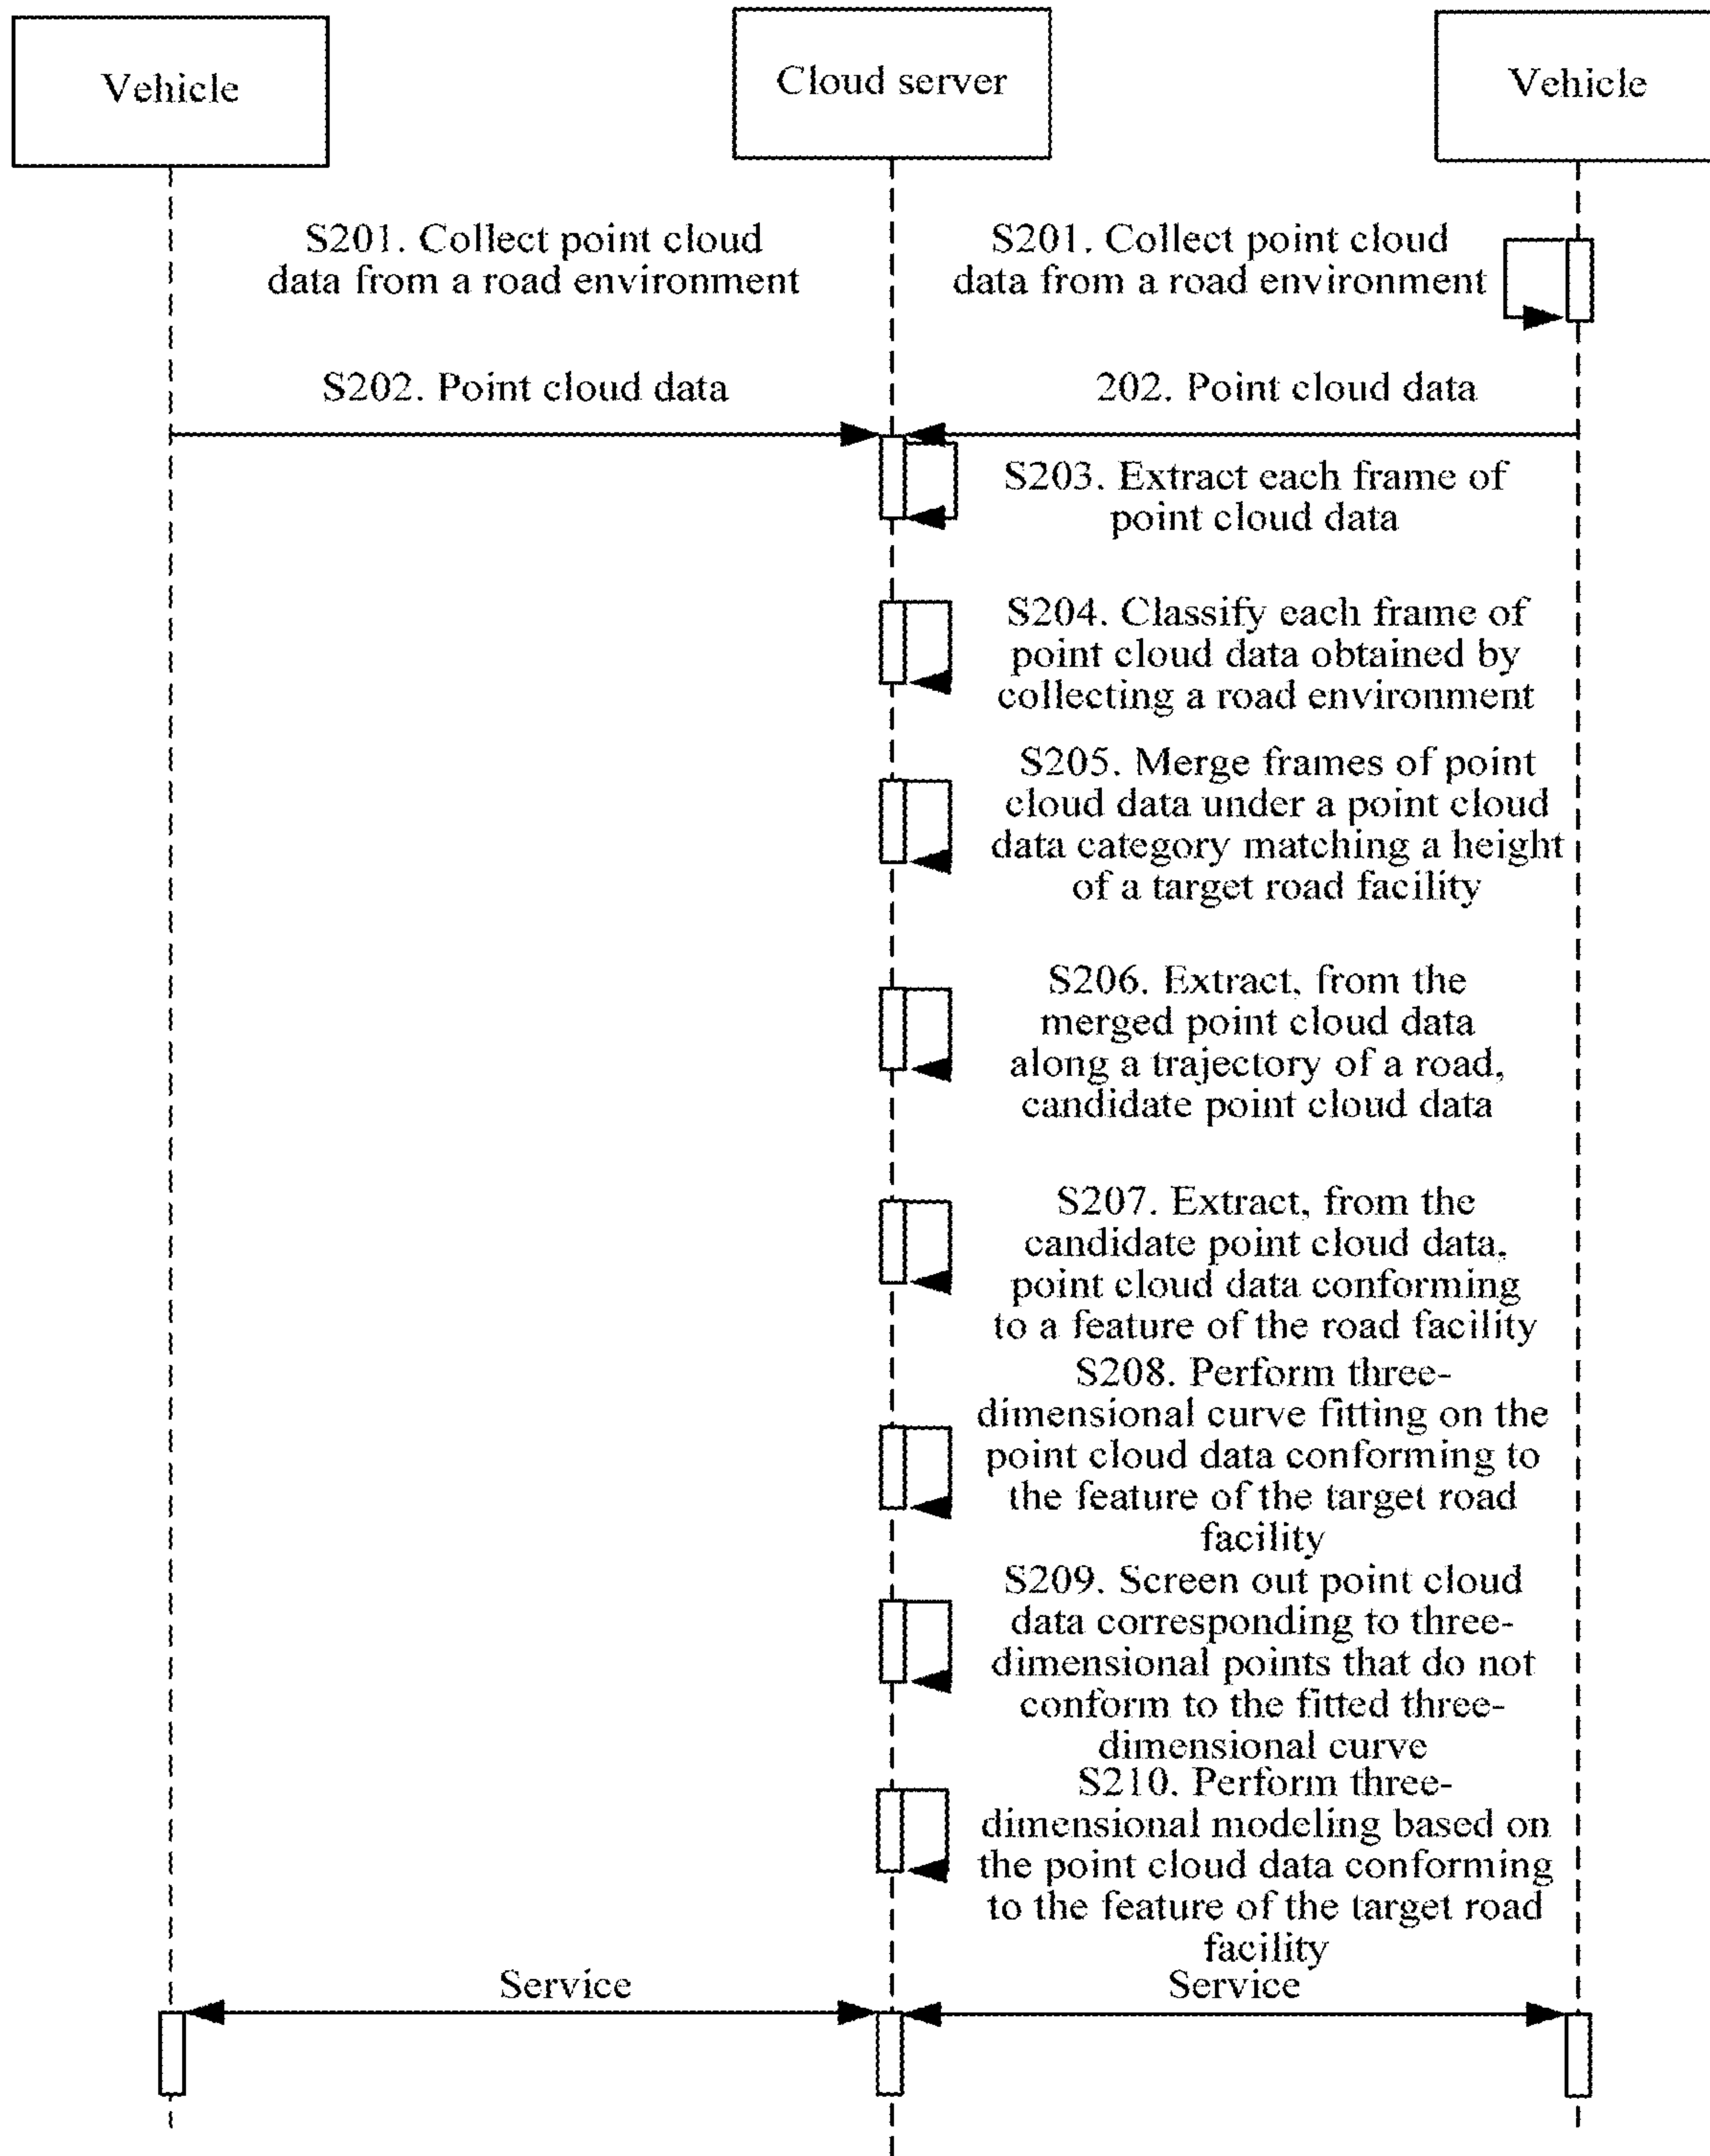 Vehicle
Cloud server
Vehicle
S201. Collect point cloud
data from a road environment
S201. Collect point cloud
data from a road environment
S202. Point cloud data
202. Point cloud data
S203. Extract each frame of
point cloud data
S204. Classify each frame of
point cloud data obtained by
collecting a road environment
S205. Merge frames of point
cloud data under a point cloud
data category matching a height
of a target road facility
S206. Extract, from the
merged point cloud data
along a trajectory of a road,
candidate point cloud data
S207. Extract, from the
candidate point cloud data,
point cloud data conforming
to a feature of the road facility
S208. Perform three-
dimensional curve fitting on the
point cloud data conforming to
the feature of the target road
facility
S209. Screen out point cloud
data corresponding to three-
dimensional points that do not
conform to the fitted three-
dimensional curve
S210. Perform three-
dimensional modeling based on
the point cloud data conforming
to the feature of the target road
facility
Service
Service